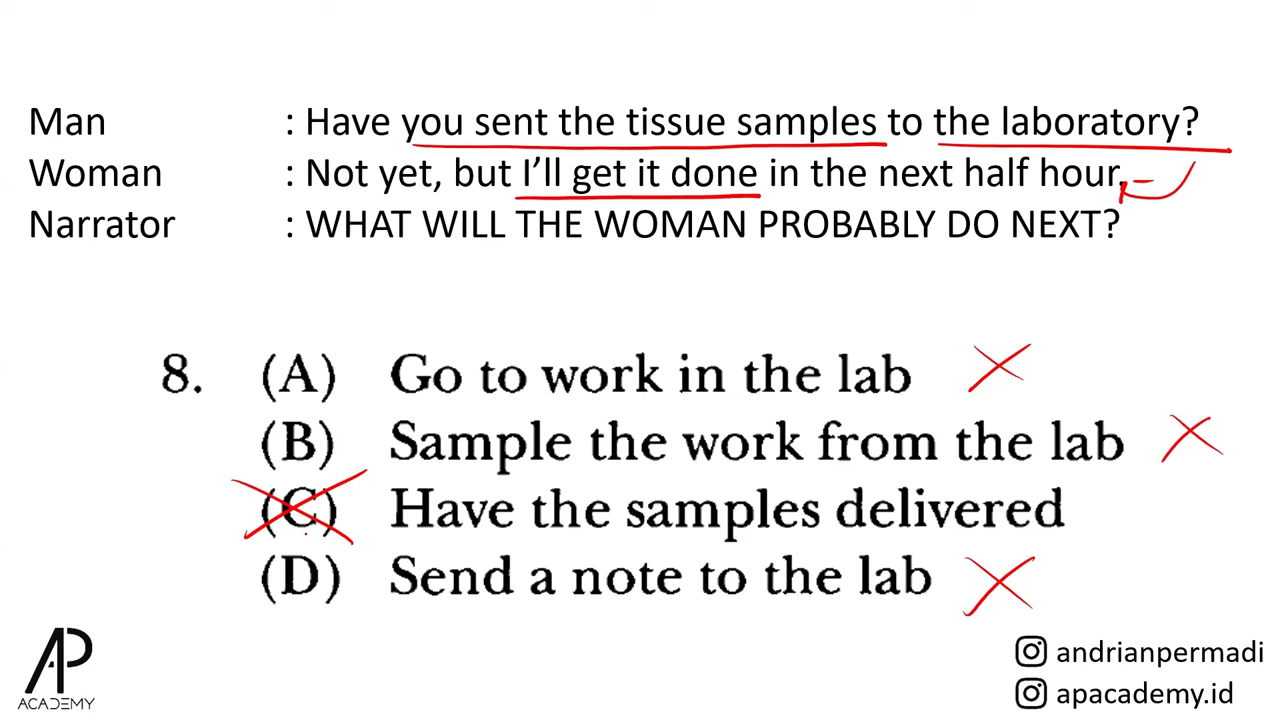 Man : Have you sent the tissue samples to the laboratory?
Woman : Not yet, but I’ll get it done in the next half hour.
Narrator : WHAT WILL THE WOMAN PROBABLY DO NEXT?
8. (A) Go to work in the lab
(B) Sample the work from the lab
(C) Have the samples delivered
(D) Send a note to the lab
AP
ACADEMY
andrianpermadi
apacademy.id